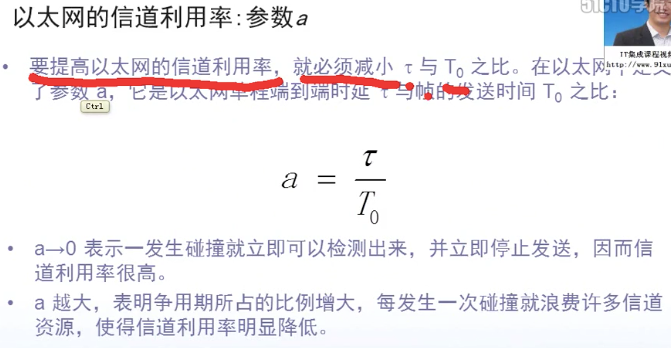 以太网的信道利用率:参数a
51CTO学院
IT集成课程视频
http://www.91xu
• 要提高以太网的信道利用率，就必须减小 τ 与 T₀ 之比。在以太网中定义
了参数 a，它是以太网单程端到端时延 τ 与帧的发送时间 T₀ 之比：
Ctrl
a = τ / T₀
• a→0 表示一发生碰撞就立即可以检测出来，并立即停止发送，因而信
道利用率很高。
• a 越大，表明争用期所占的比例增大，每发生一次碰撞就浪费许多信道
资源，使得信道利用率明显降低。